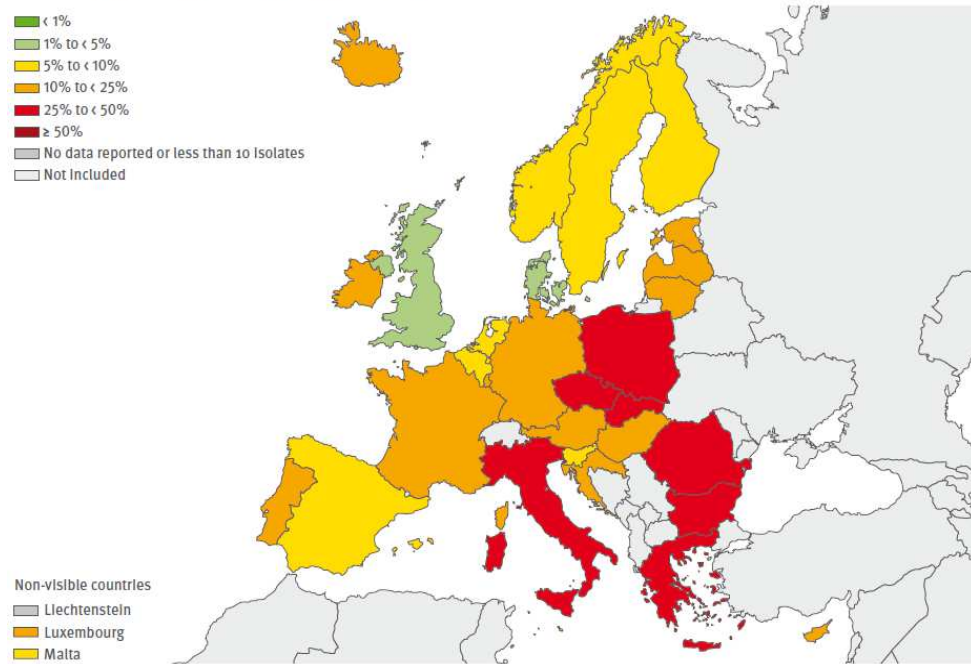 < 1%
1% to < 5%
5% to < 10%
10% to < 25%
25% to < 50%
≥ 50%
No data reported or less than 10 isolates
Not included
Non-visible countries
Liechtenstein
Luxembourg
Malta